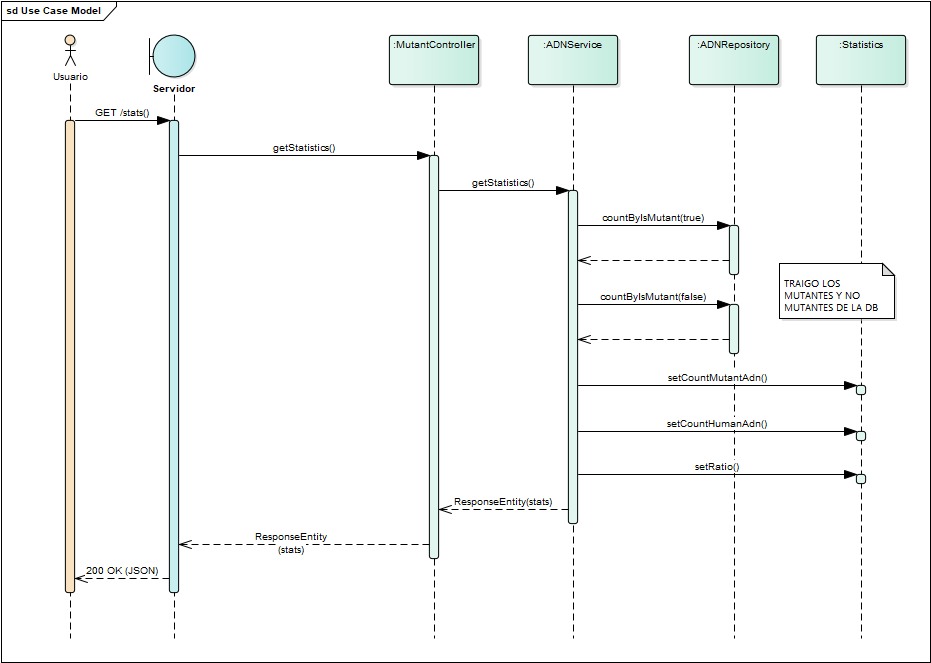 sd Use Case Model
Usuario
Servidor
:MutantController
:ADNService
:ADNRepository
:Statistics
GET /stats()
getStatistics()
getStatistics()
countByIsMutant(true)
TRAIGO LOS
MUTANTES Y NO
MUTANTES DE LA DB
countByIsMutant(false)
setCountMutantAdn()
setCountHumanAdn()
setRatio()
ResponseEntity(stats)
ResponseEntity
(stats)
200 OK (JSON)